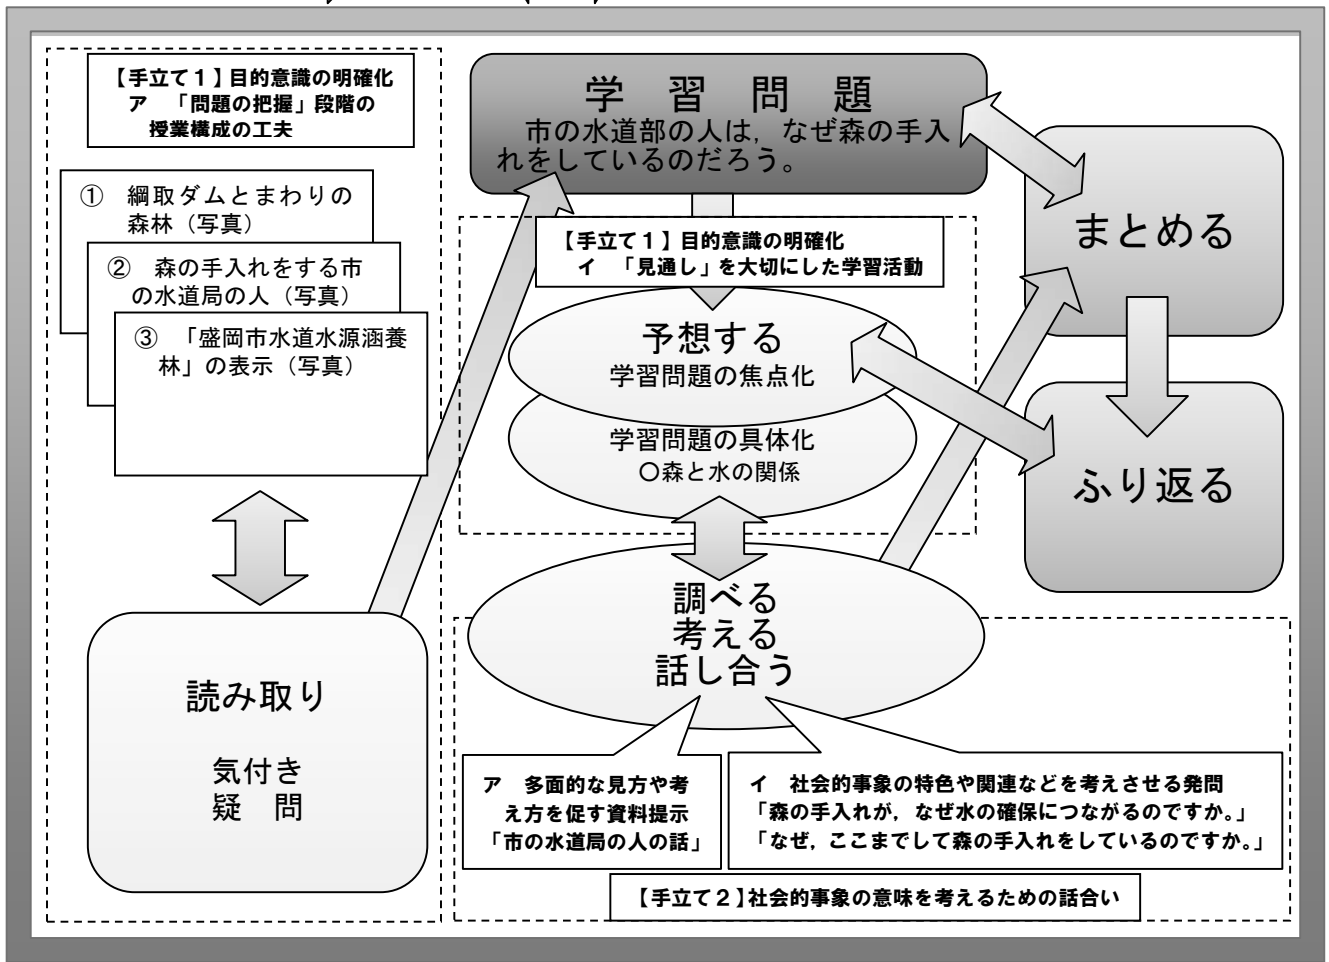 【手立て１】目的意識の明確化
ア　「問題の把握」段階の
授業構成の工夫
①　綱取ダムとまわりの
森林（写真）
②　森の手入れをする市
の水道局の人（写真）
③　「盛岡市水道水源涵養
林」の表示（写真）
読み取り
気付き
疑　問
学　習　問　題
市の水道部の人は，なぜ森の手入
れをしているのだろう。
【手立て１】目的意識の明確化
イ　「見通し」を大切にした学習活動
予想する
学習問題の焦点化
学習問題の具体化
〇森と水の関係
調べる
考える
話し合う
まとめる
ふり返る
ア　多面的な見方や考
え方を促す資料提示
「市の水道局の人の話」
イ　社会的事象の特色や関連などを考えさせる発問
「森の手入れが，なぜ水の確保につながるのですか。」
「なぜ，ここまでして森の手入れをしているのですか。」
【手立て２】社会的事象の意味を考えるための話合い